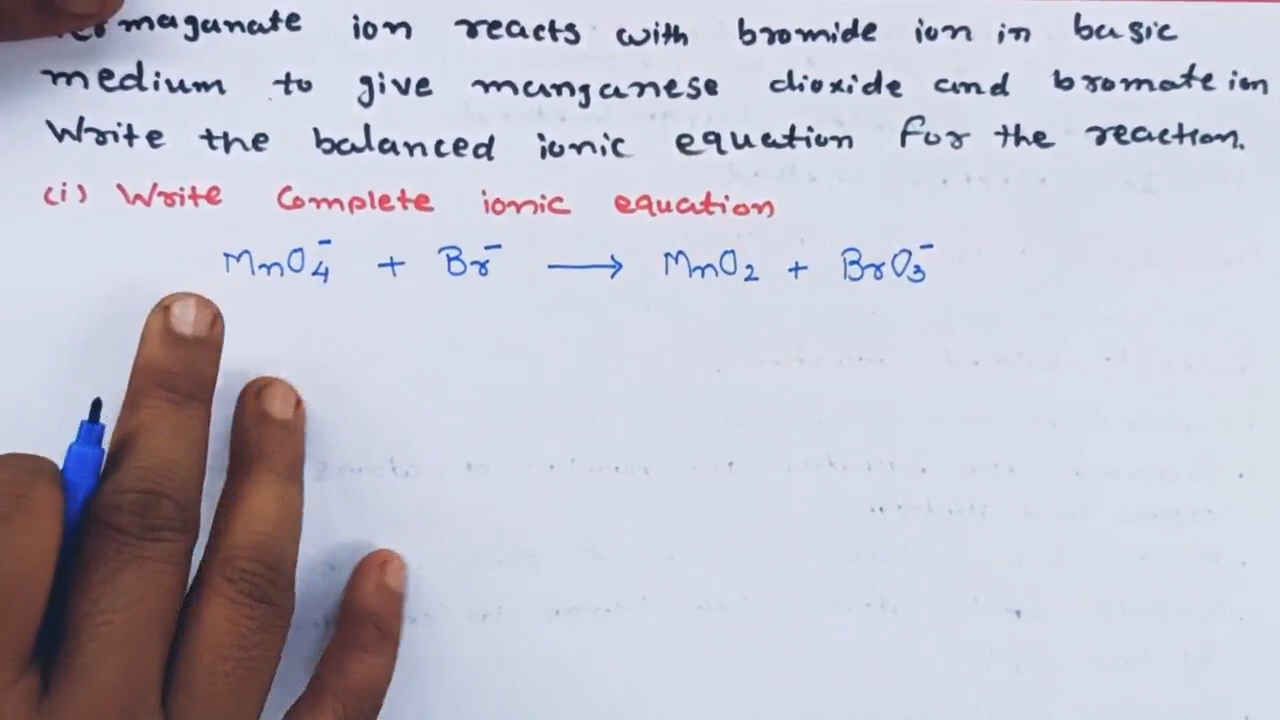 maganate ion reacts with bromide ion in basic
medium to give manganese dioxide and bromate ion
Write the balanced ionic equation for the reaction.
(i) Write Complete ionic equation
MnO₄⁻ + Br⁻ ⟶ MnO₂ + BrO₃⁻